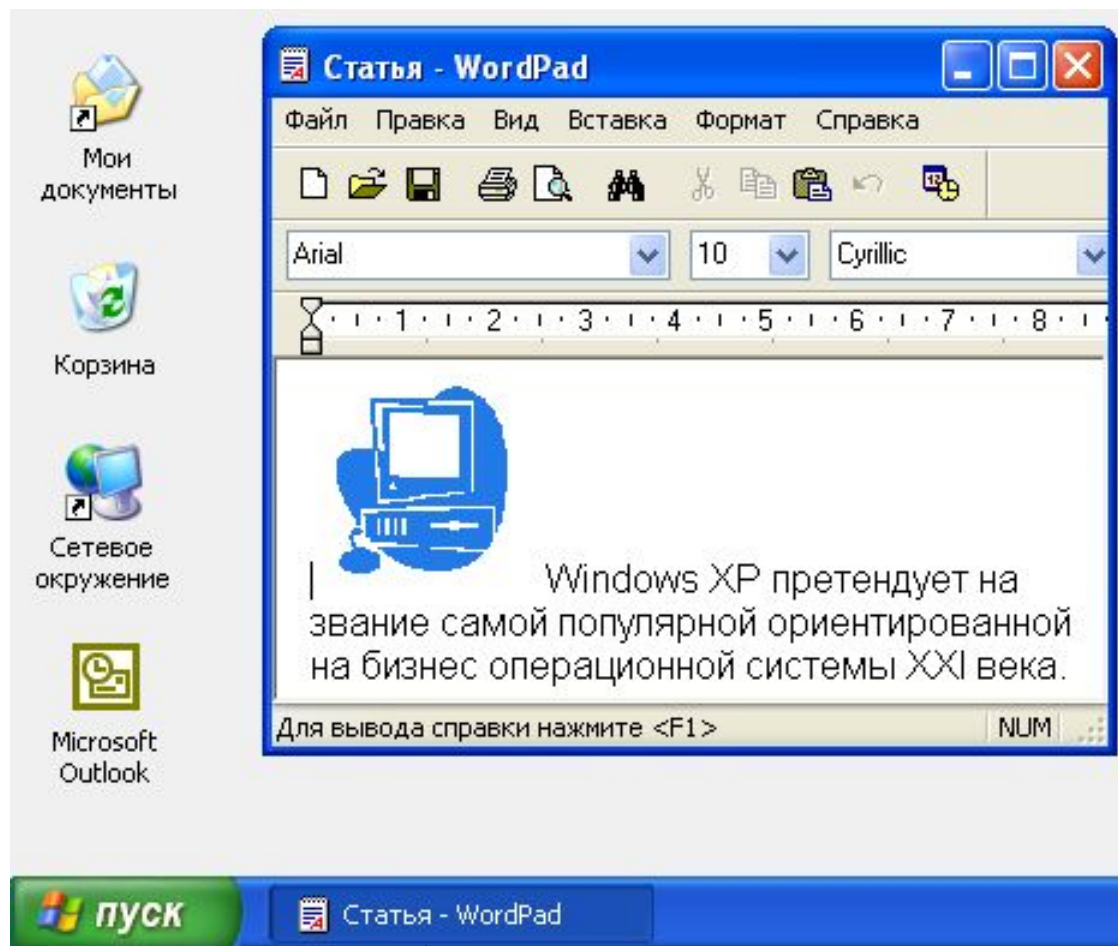 Мои
документы
Корзина
Сетевое
окружение
Microsoft
Outlook
Статья - WordPad
Файл Правка Вид Вставка Формат Справка
12
Arial 10 Cyrillic
1 2 3 4 5 6 7 8
Windows XP претендует на
звание самой популярной ориентированной
на бизнес операционной системы XXI века.
Для вывода справки нажмите <F1> NUM
пуск Статья - WordPad